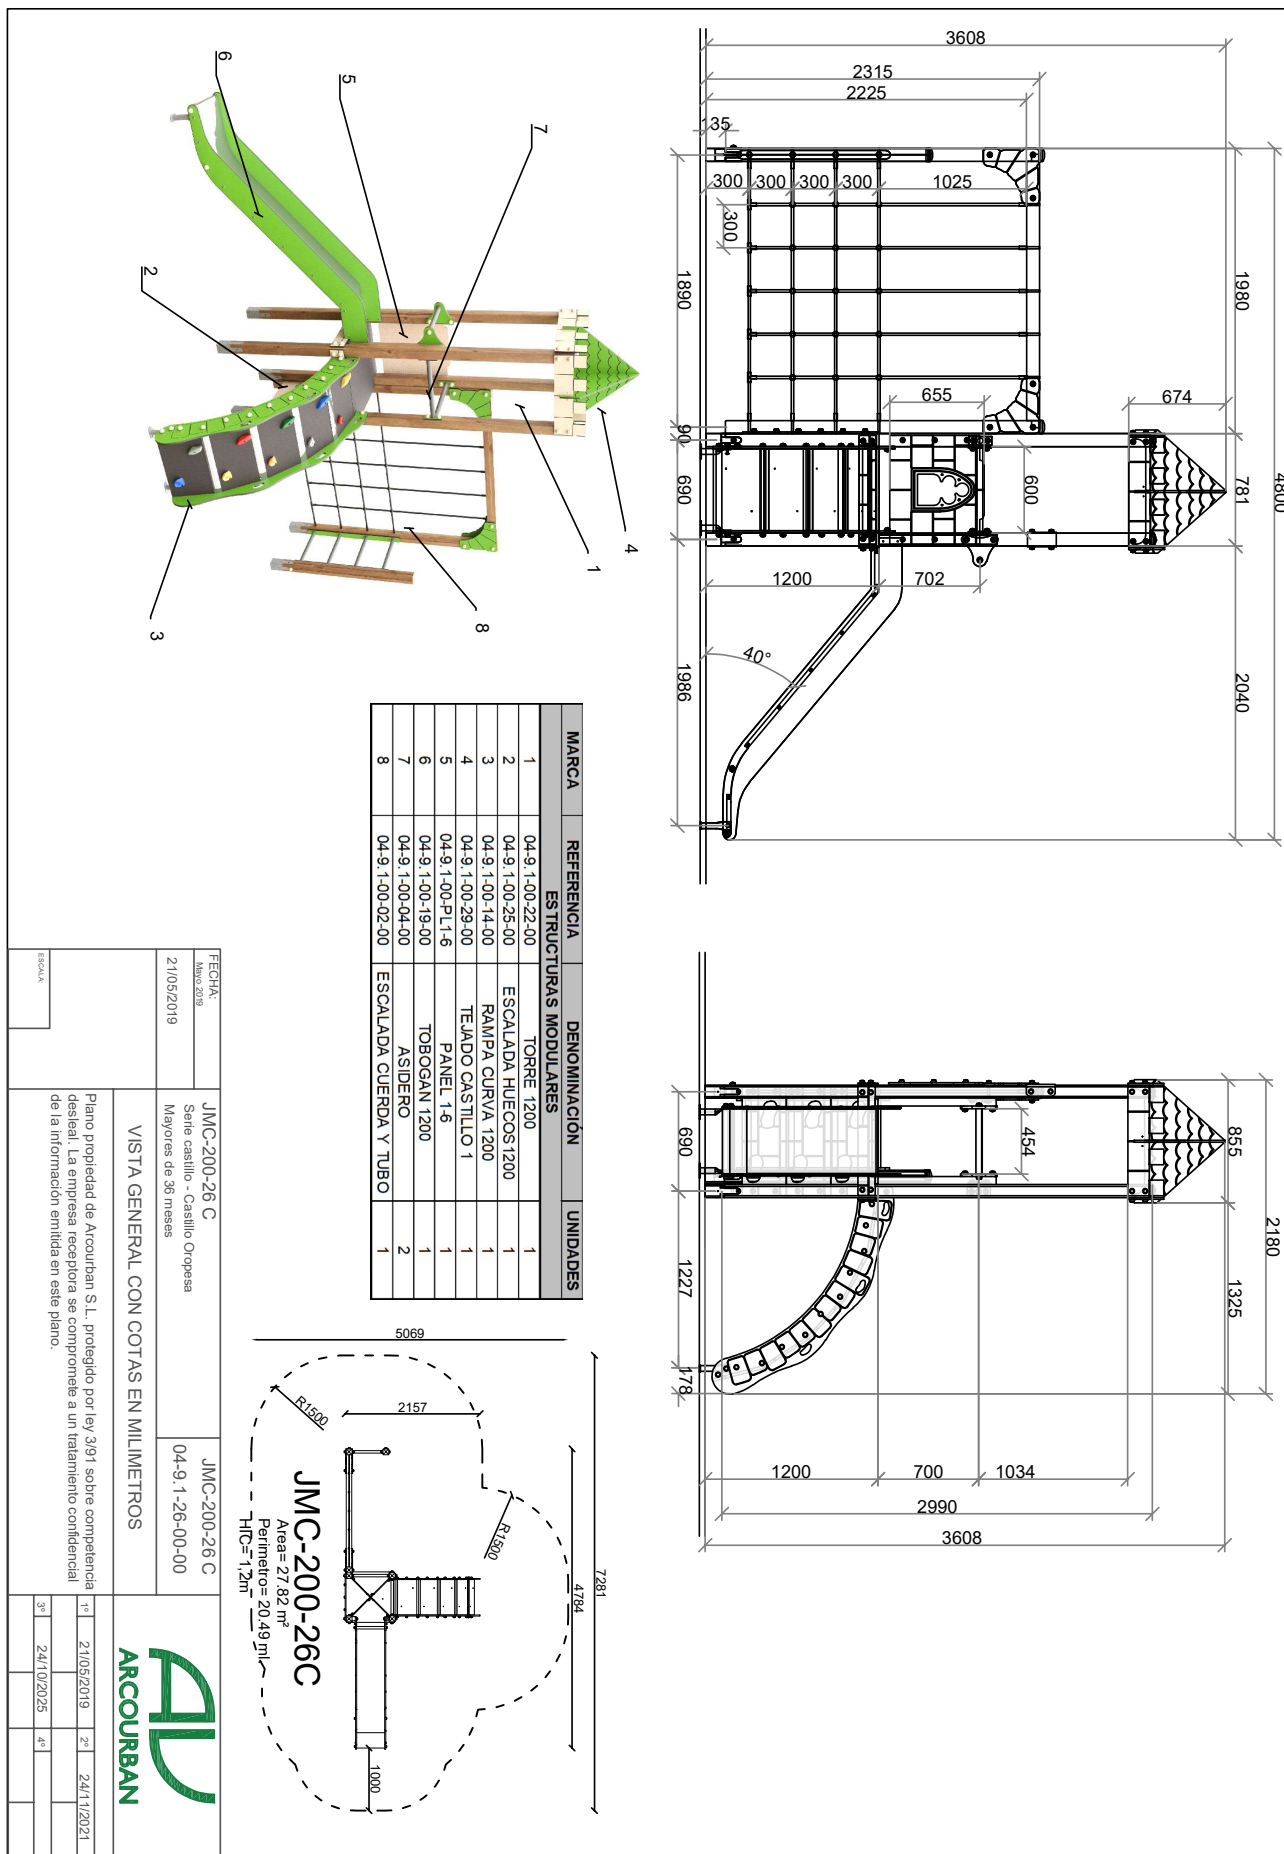 3608
2315
2225
135
300
300
300
300
1025
300
1890
1980
4800
655
674
90
690
600
781
1200
702
40°
1986
2040
6
5
7
2
4
1
8
3
MARCA REFERENCIA DENOMINACIÓN UNIDADES
ESTRUCTURAS MODULARES
1 04-9.1-00-22-00 TORRE 1200 1
2 04-9.1-00-25-00 ESCALADA HUECOS 1200 1
3 04-9.1-00-14-00 RAMPA CURVA 1200 1
4 04-9.1-00-29-00 TEJADO CASTILLO 1 1
5 04-9.1-00-PL1-6 PANEL 1-6 1
6 04-9.1-00-19-00 TOBOGAN 1200 1
7 04-9.1-00-04-00 ASIDERO 2
8 04-9.1-00-02-00 ESCALADA CUERDA Y TUBO 1
690
454
855
2180
1227
1325
178
1200
700
1034
2990
3608
5069
7281
4784
2157
R1500
R1500
1000
JMC-200-26C
Area= 27.82 m²
Perimetro= 20.49 ml
HIC= 1,2m
FECHA:
Mayo 2019
21/05/2019
JMC-200-26 C
Serie castillo - Castillo Oropesa
Mayores de 36 meses
JMC-200-26 C
04-9.1-26-00-00
VISTA GENERAL CON COTAS EN MILIMETROS
ESCALA:
Plano propiedad de Arcourban S.L. protegido por ley 3/91 sobre competencia
desleal. La empresa receptora se compromete a un tratamiento confidencial
de la información emitida en este plano.
AU
ARCOURBAN
1º 21/05/2019 2º 24/11/2021
3º 24/10/2025 4º